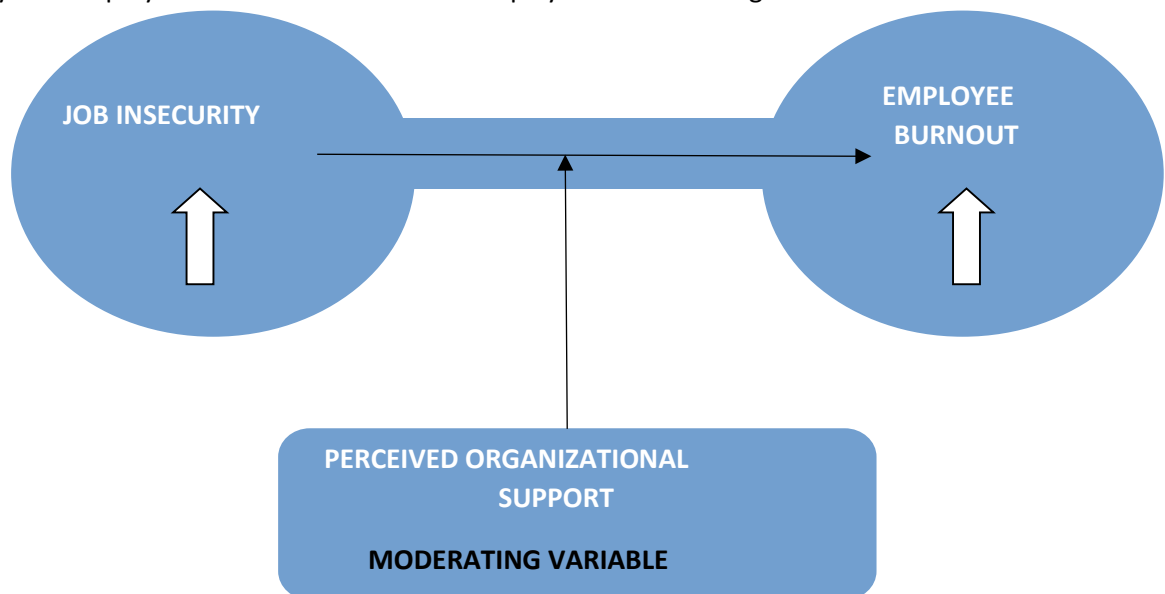 JOB INSECURITY
EMPLOYEE
BURNOUT
PERCEIVED ORGANIZATIONAL
SUPPORT
MODERATING VARIABLE